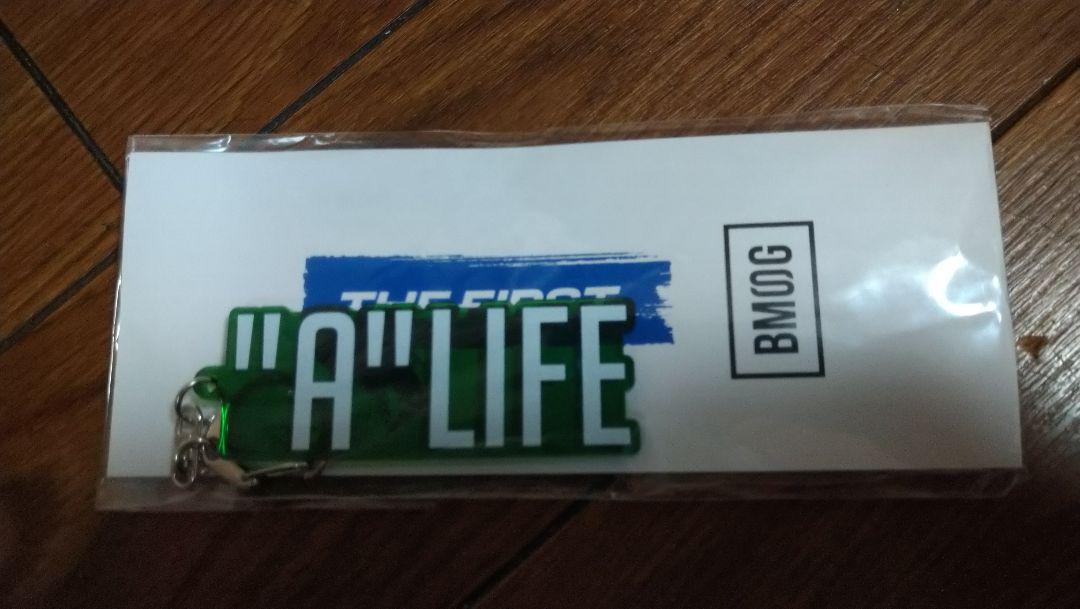 THE FIRST
"A"LIFE
BMSG